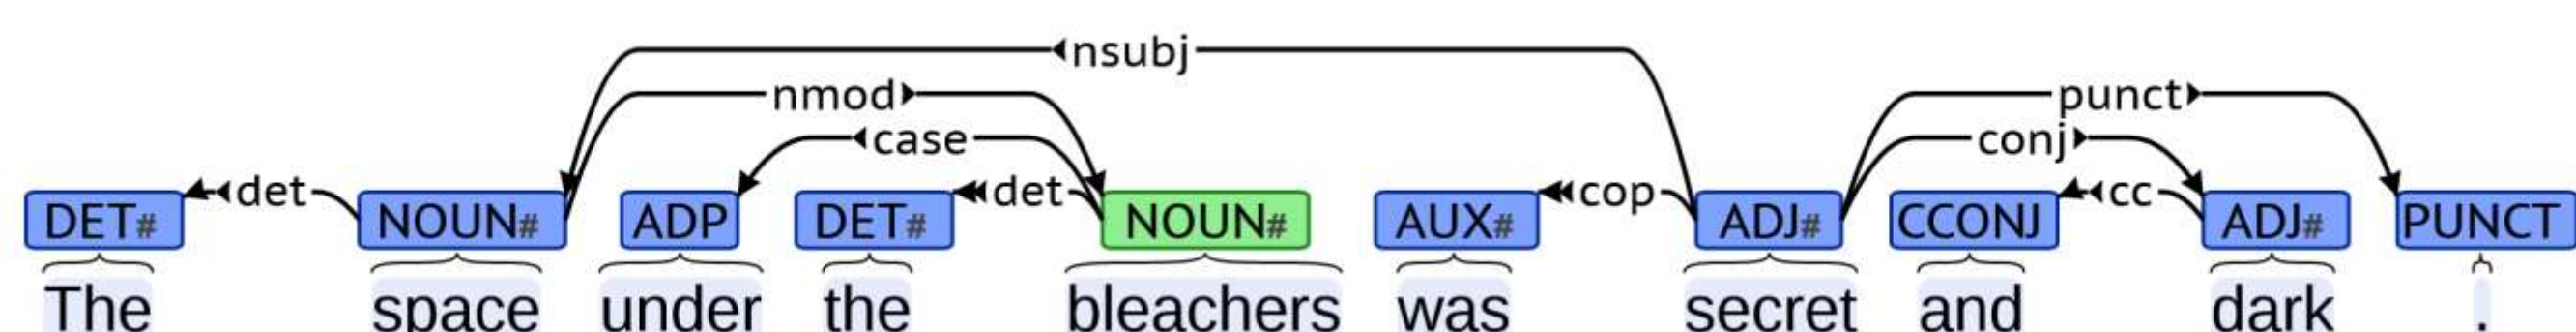 nsubj
nmod punct
case conj
det det cop cc
DET# NOUN# ADP DET# NOUN# AUX# ADJ# CCONJ ADJ# PUNCT
The space under the bleachers was secret and dark .